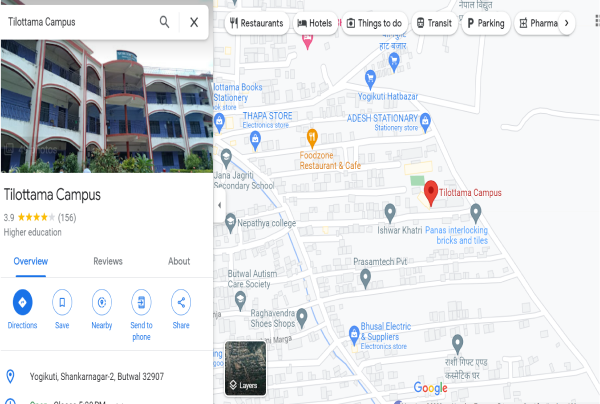 Tilottama Campus
Tilottama Campus
3.9
(156)
Higher education
Overview
Reviews
About
Directions
Save
Nearby
Send to
phone
Share
Yogikuti, Shankarnagar-2, Butwal 32907
Restaurants
Hotels
Things to do
Transit
Parking
Pharma
नेपाल विद्युत
हाट बजार
Yogikuti Hatbazar
lottama Books
Stationery
ok store
THAPA STORE
Electronics store
ADESH STATIONARY
Stationery store
Foodzone
Restaurant & Cafe
Jana Jagriti
Secondary School
Tilottama Campus
Nepathya college
Ishwar Khatri
Panas interlocking
bricks and tiles
Prasamtech Pvt
Butwal Autism
Care Society
Raghavendra
Shoes Shops
Marga
Bhusal Electric
& Suppliers
Electronics store
राशी गिफ्ट एण्ड
कस्मेटिक घर
Layers
Google